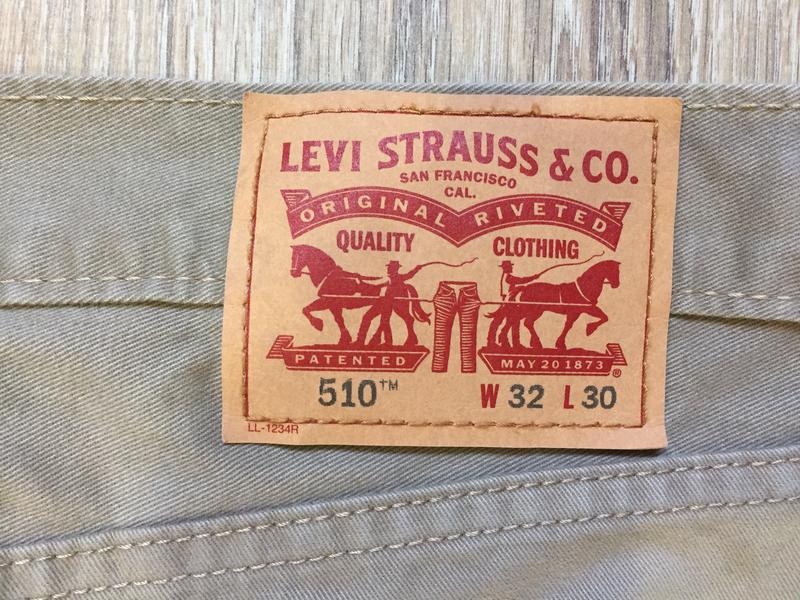 LEVI STRAUSS & CO.
SAN FRANCISCO
CAL.
ORIGINAL RIVETED
QUALITY CLOTHING
PATENTED MAY 20 1873 ®
510™ W 32 L 30
LL-1234R